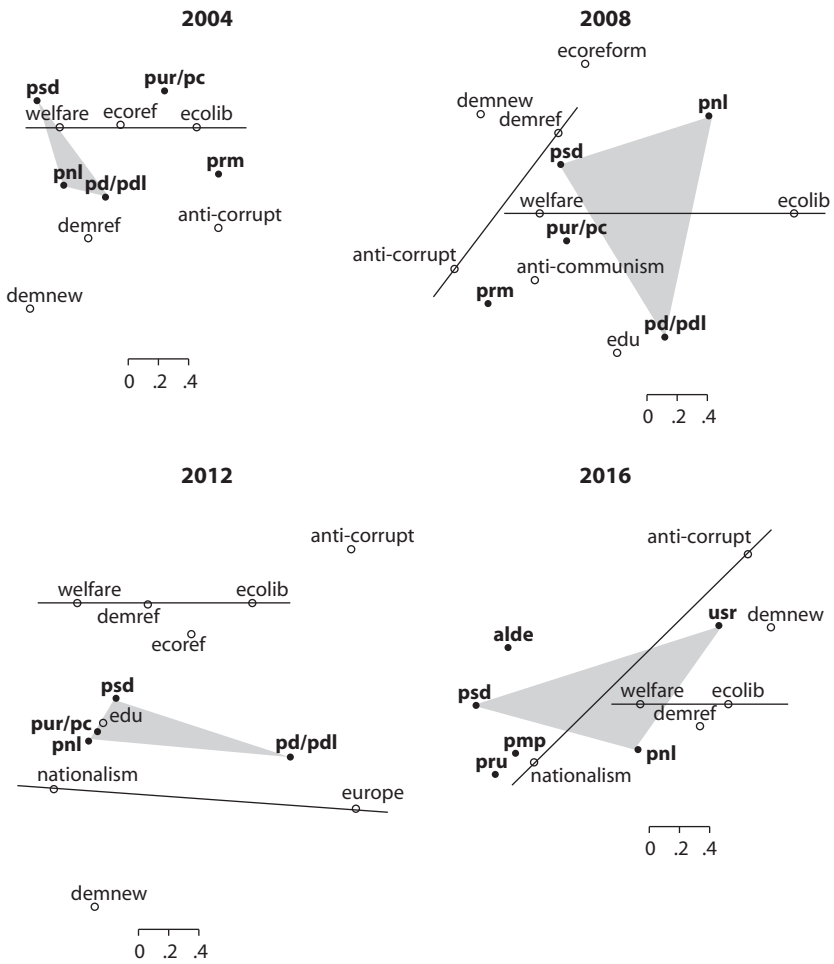 2004
psd
pur/pc
welfare
ecoref
ecolib
pnl
pd/pdl
prm
demref
anti-corrupt
demnew
0 .2 .4
2008
ecoreform
demnew
demref
pnl
psd
welfare
ecolib
pur/pc
anti-corrupt
anti-communism
prm
pd/pdl
edu
0 .2 .4
2012
anti-corrupt
welfare
ecolib
demref
ecoref
psd
edu
pur/pc
pnl
pd/pdl
nationalism
europe
demnew
0 .2 .4
2016
anti-corrupt
usr
demnew
alde
psd
welfare
ecolib
demref
pmp
pnl
pru
nationalism
0 .2 .4